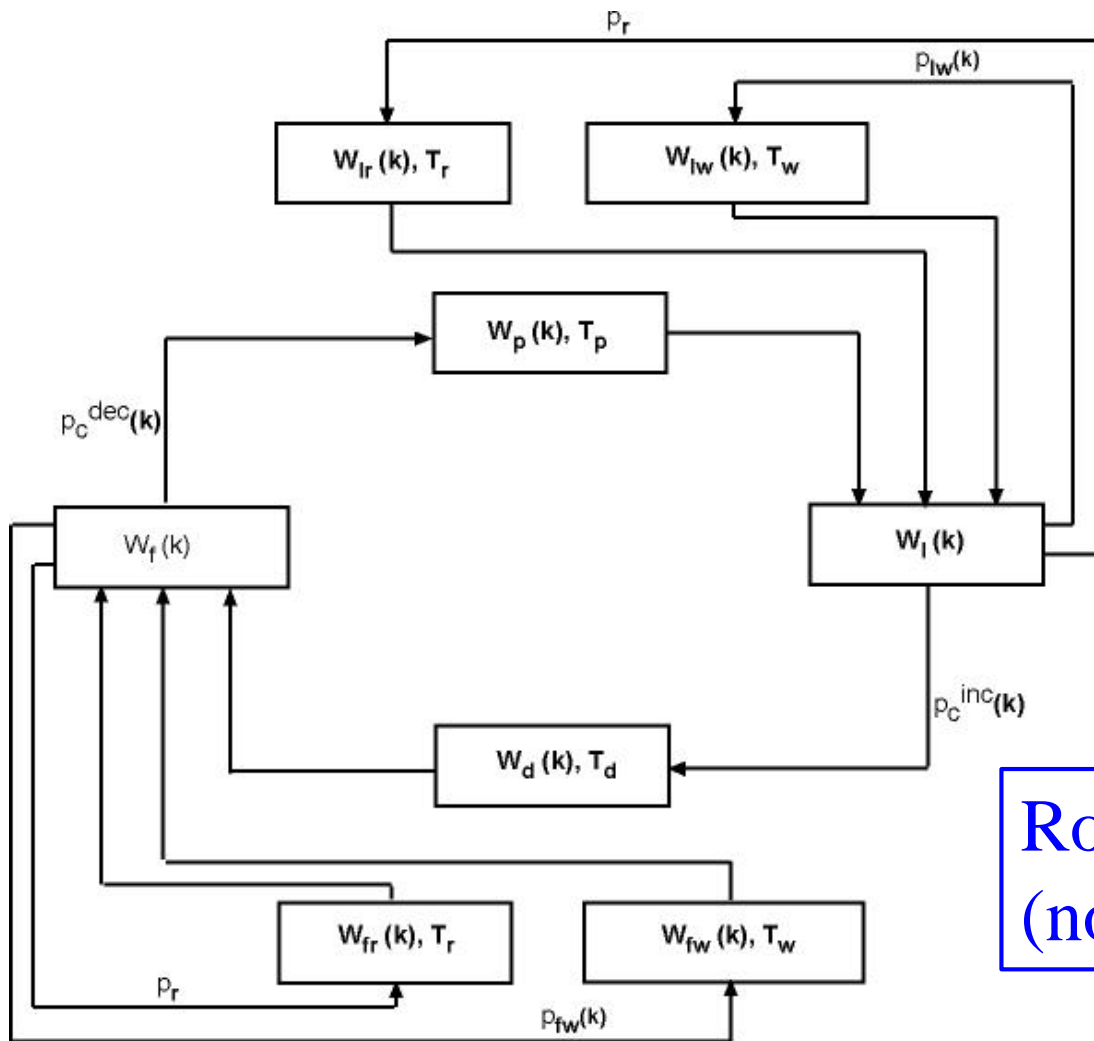 p_r
p_lw(k)
W_lr (k), T_r
W_lw (k), T_w
W_p (k), T_p
p_c^dec(k)
W_f (k)
W_l (k)
p_c^inc(k)
W_d (k), T_d
W_fr (k), T_r
W_fw (k), T_w
p_r
p_fw(k)